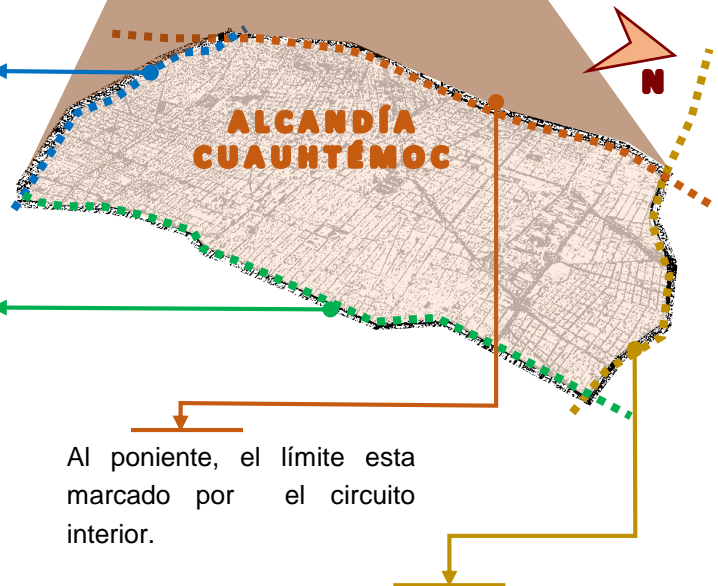 N
ALCANDÍA
CUAUHTÉMOC
Al poniente, el límite esta
marcado por el circuito
interior.